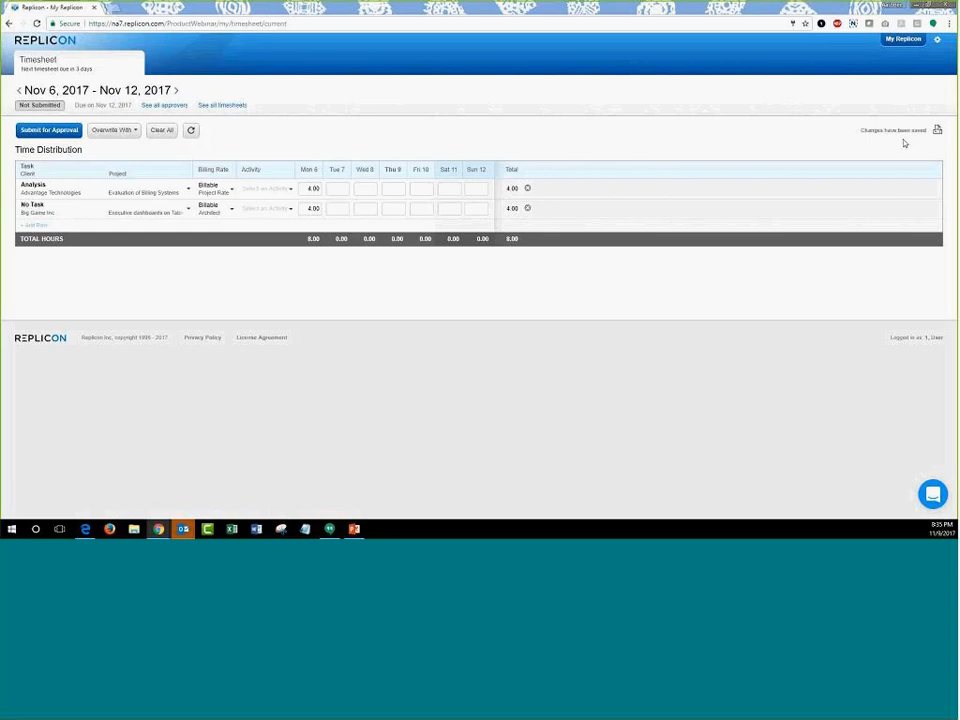 Replicon - My Replicon
Secure https://na7.replicon.com/ProductWebinar/my/timesheet/current
REPLICON
My Replicon
Timesheet
Next timesheet due in 3 days
Nov 6, 2017 - Nov 12, 2017
Not Submitted Due on Nov 12, 2017 See all approvers See all timesheets
Submit for Approval Overwrite With Clear All
Changes have been saved
Time Distribution
Task
Client Project Billing Rate Activity Mon 6 Tue 7 Wed 8 Thu 9 Fri 10 Sat 11 Sun 12 Total
Analysis
Advantage Technologies Evaluation of Billing Systems Billable Project Rate Select an Activity 4.00 4.00
No Task
Big Game Inc Executive dashboards on Tab- Billable Architect Select an Activity 4.00 4.00
+ Add Row
TOTAL HOURS 8.00 0.00 0.00 0.00 0.00 0.00 0.00 8.00
REPLICON Replicon Inc, copyright 1996 - 2017 Privacy Policy License Agreement Logged in as 1, User
8:35 PM
11/9/2017